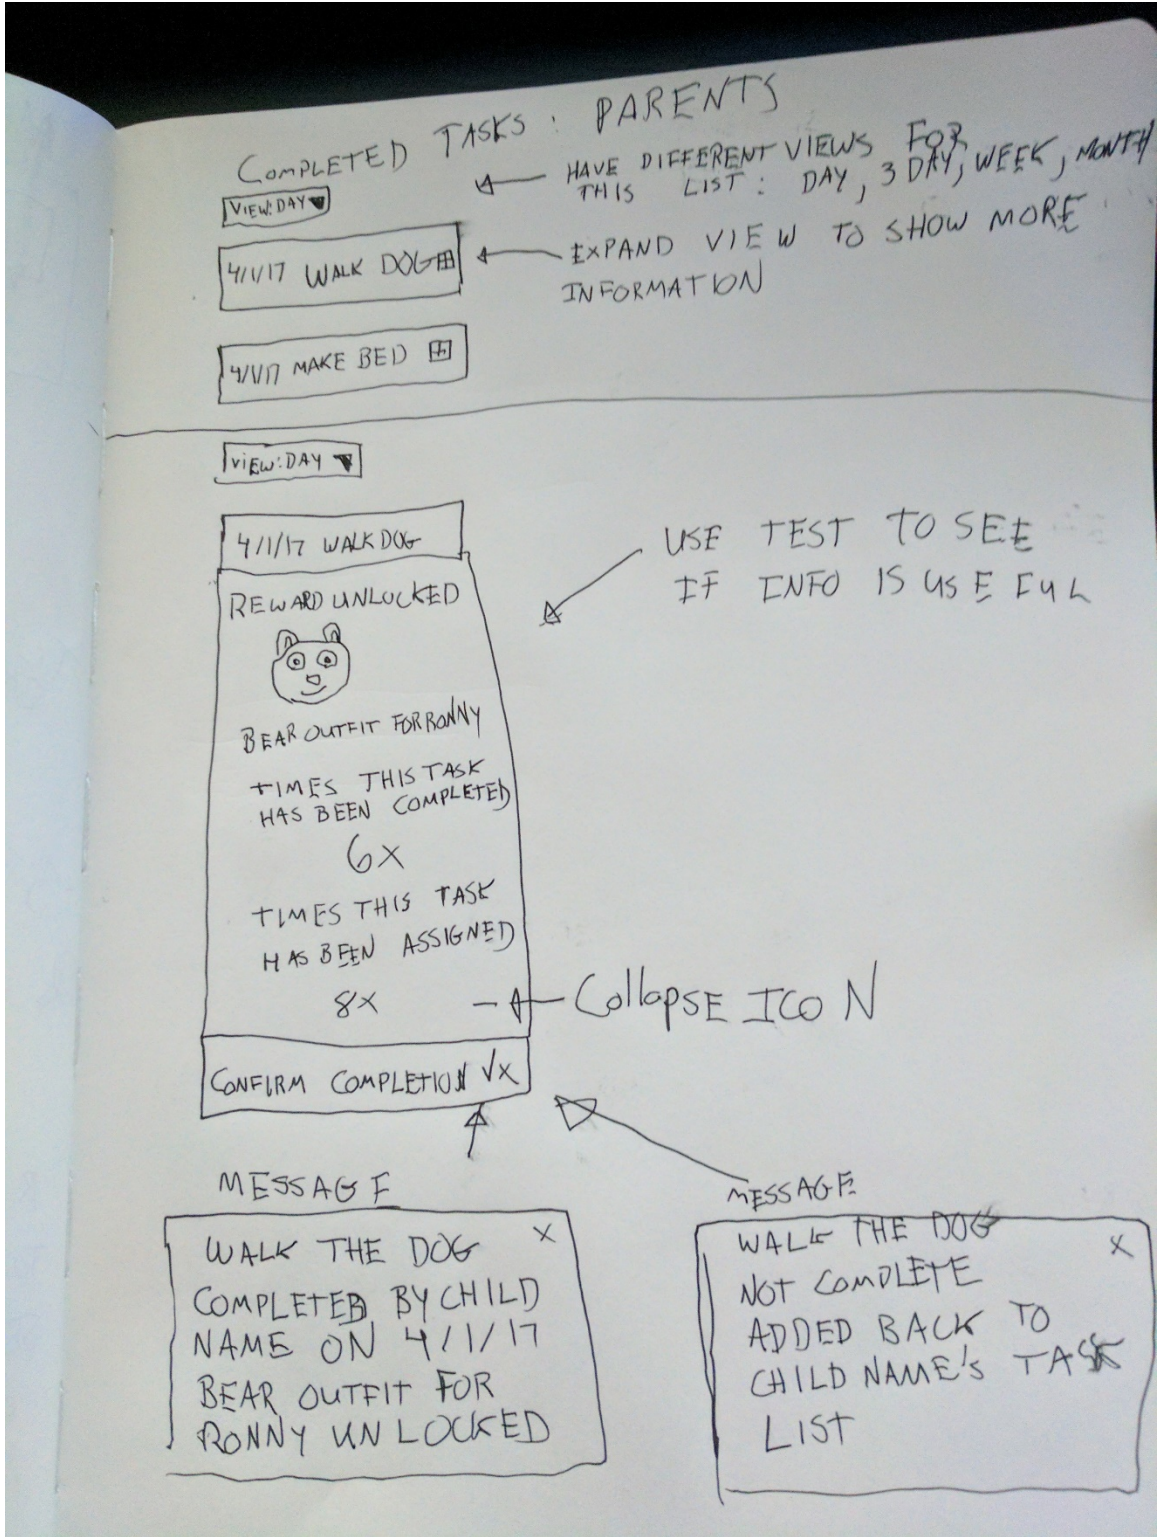 COMPLETED TASKS: PARENTS
VIEW:DAY
HAVE DIFFERENT VIEWS FOR
THIS LIST: DAY, 3 DAY, WEEK, MONTH
4/1/17 WALK DOG
EXPAND VIEW TO SHOW MORE
INFORMATION
4/1/17 MAKE BED
VIEW:DAY
4/1/17 WALK DOG
USE TEST TO SEE
IF INFO IS USEFUL
REWARD UNLOCKED
BEAR OUTFIT FOR RONNY
TIMES THIS TASK
HAS BEEN COMPLETED
6X
TIMES THIS TASK
HAS BEEN ASSIGNED
8X
Collapse ICON
CONFIRM COMPLETION √X
MESSAGE
WALK THE DOG X
COMPLETED BY CHILD
NAME ON 4/1/17
BEAR OUTFIT FOR
RONNY UNLOCKED
MESSAGE
WALK THE DOG X
NOT COMPLETE
ADDED BACK TO
CHILD NAME'S TASK
LIST